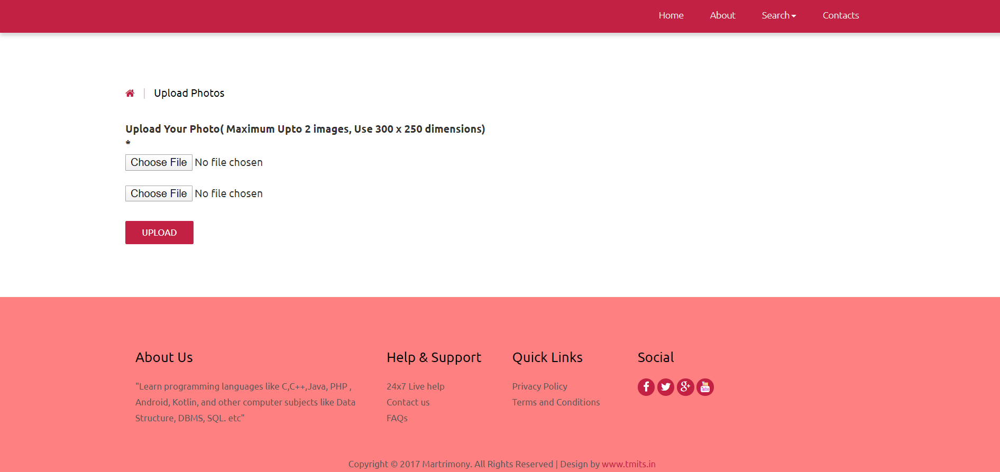 Home About Search Contacts
| Upload Photos
Upload Your Photo( Maximum Upto 2 images, Use 300 x 250 dimensions)
*
Choose File No file chosen
Choose File No file chosen
UPLOAD
About Us
"Learn programming languages like C,C++,Java, PHP ,
Android, Kotlin, and other computer subjects like Data
Structure, DBMS, SQL. etc"
Help & Support
24x7 Live help
Contact us
FAQs
Quick Links
Privacy Policy
Terms and Conditions
Social
You Tube
Copyright © 2017 Martrimony. All Rights Reserved | Design by www.tmits.in